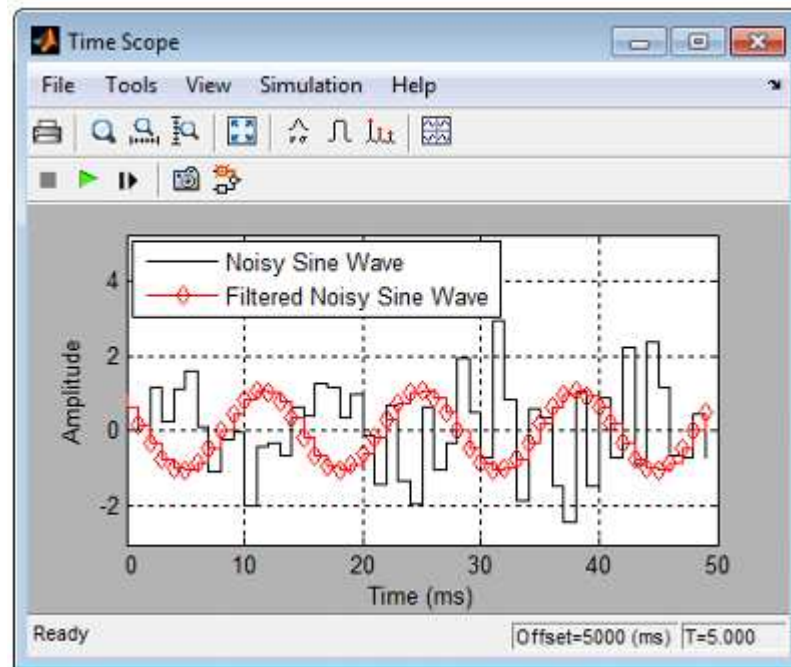 Time Scope
File Tools View Simulation Help
Noisy Sine Wave
Filtered Noisy Sine Wave
Amplitude
4
2
0
-2
0 10 20 30 40 50
Time (ms)
Ready Offset=5000 (ms) T=5.000